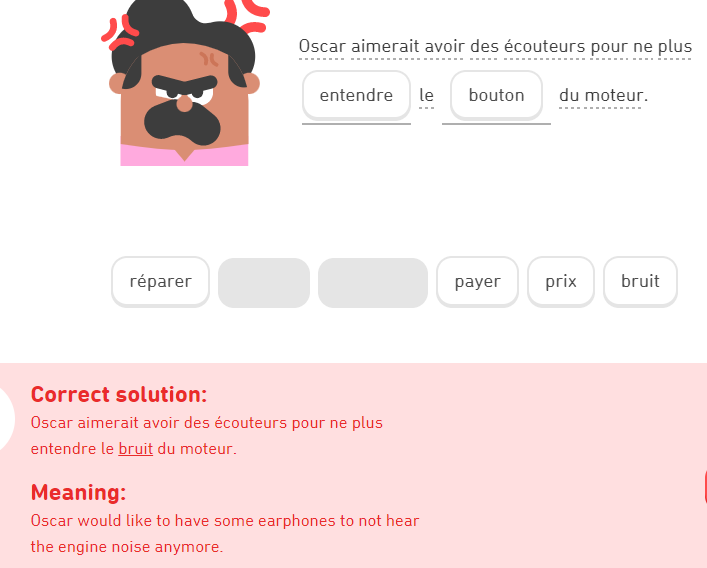 Oscar aimerait avoir des écouteurs pour ne plus
entendre le bouton du moteur.
réparer payer prix bruit
Correct solution:
Oscar aimerait avoir des écouteurs pour ne plus
entendre le bruit du moteur.
Meaning:
Oscar would like to have some earphones to not hear
the engine noise anymore.